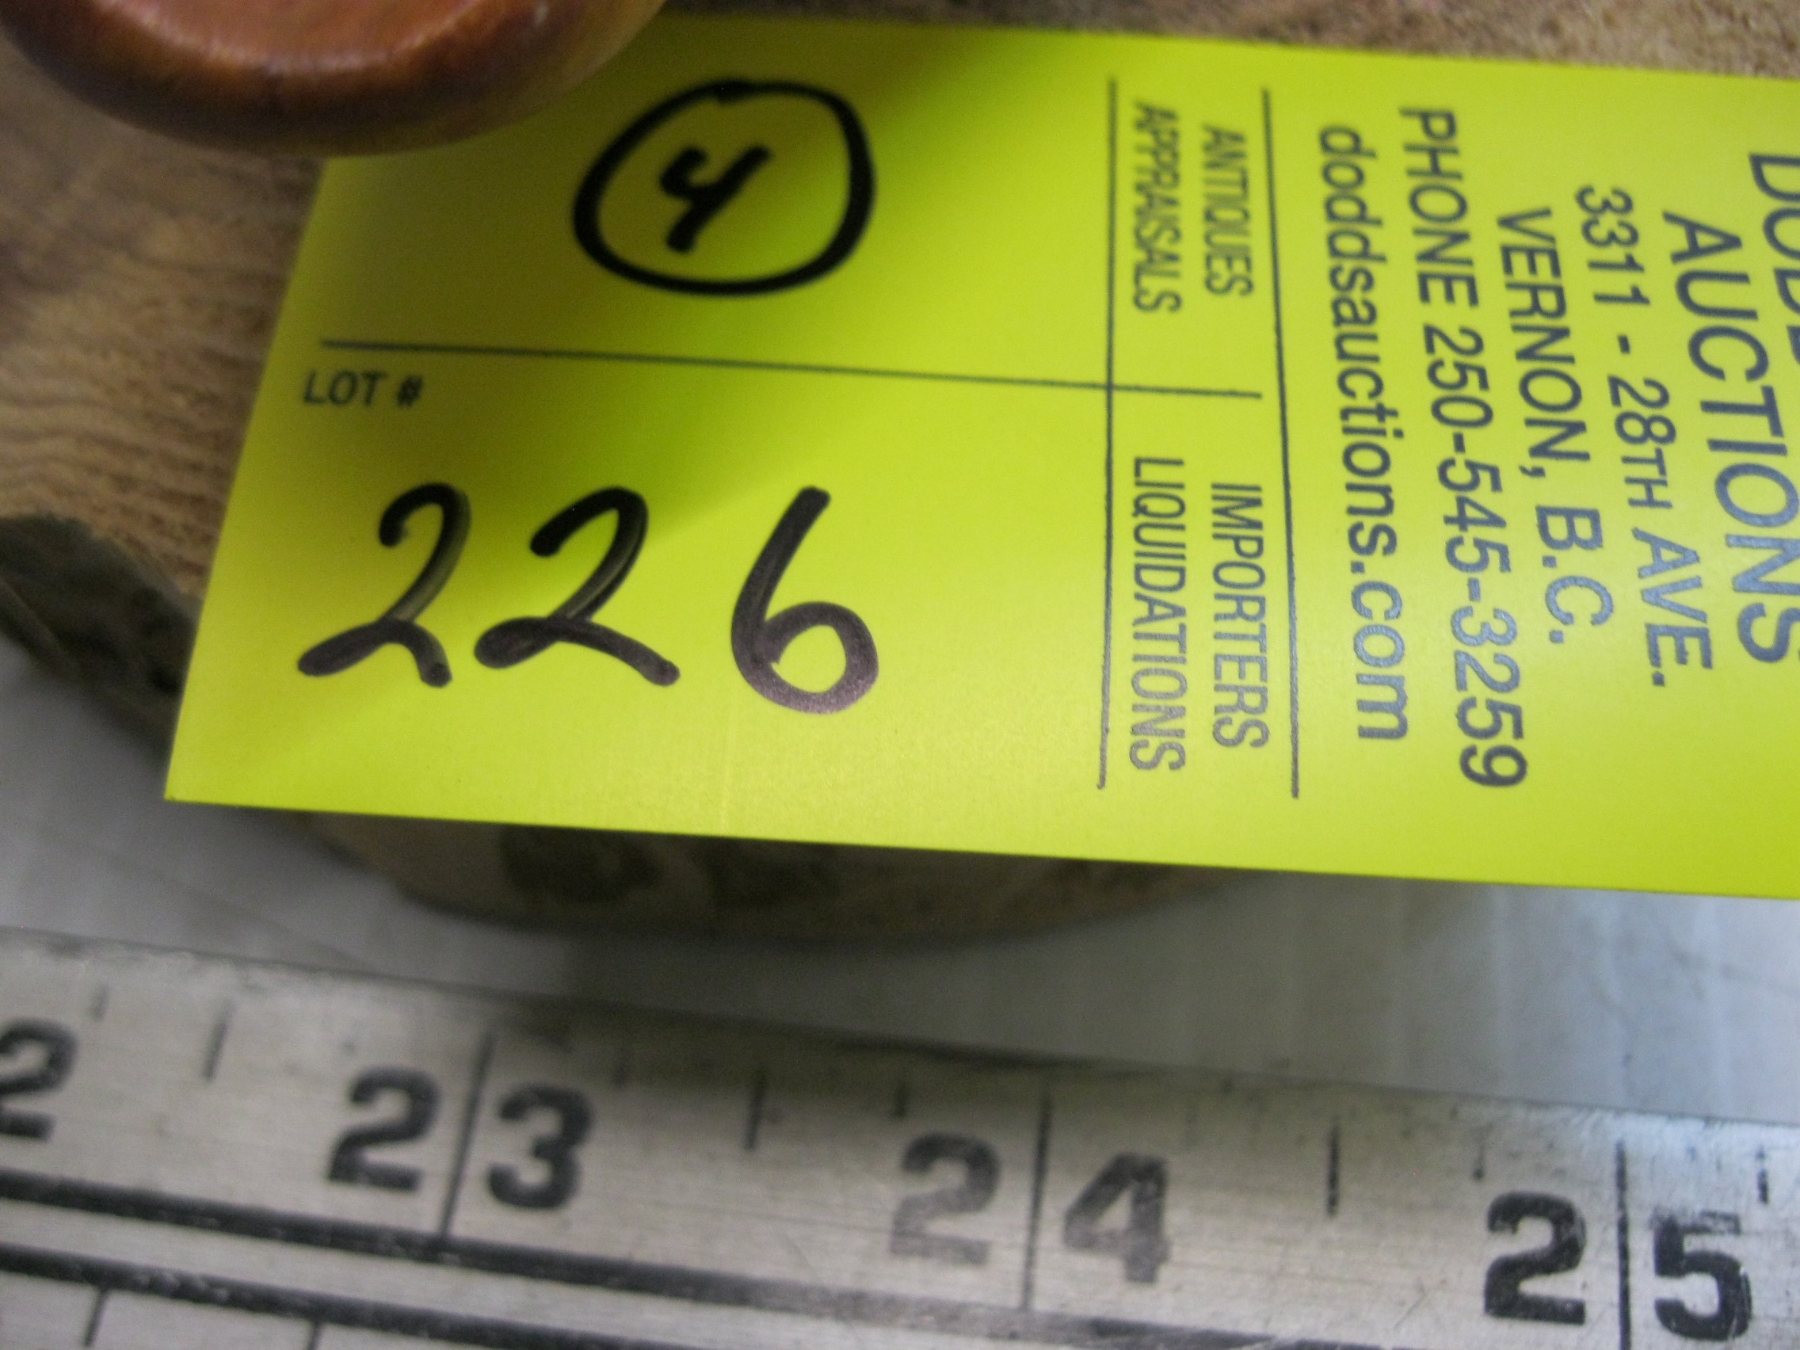 DODDS
AUCTIONS
3311 - 28TH AVE.
VERNON, B.C.
PHONE 250-545-3259
doddsauctions.com
ANTIQUES
APPRAISALS
IMPORTERS
LIQUIDATIONS
4
LOT #
226
2 23 24 25